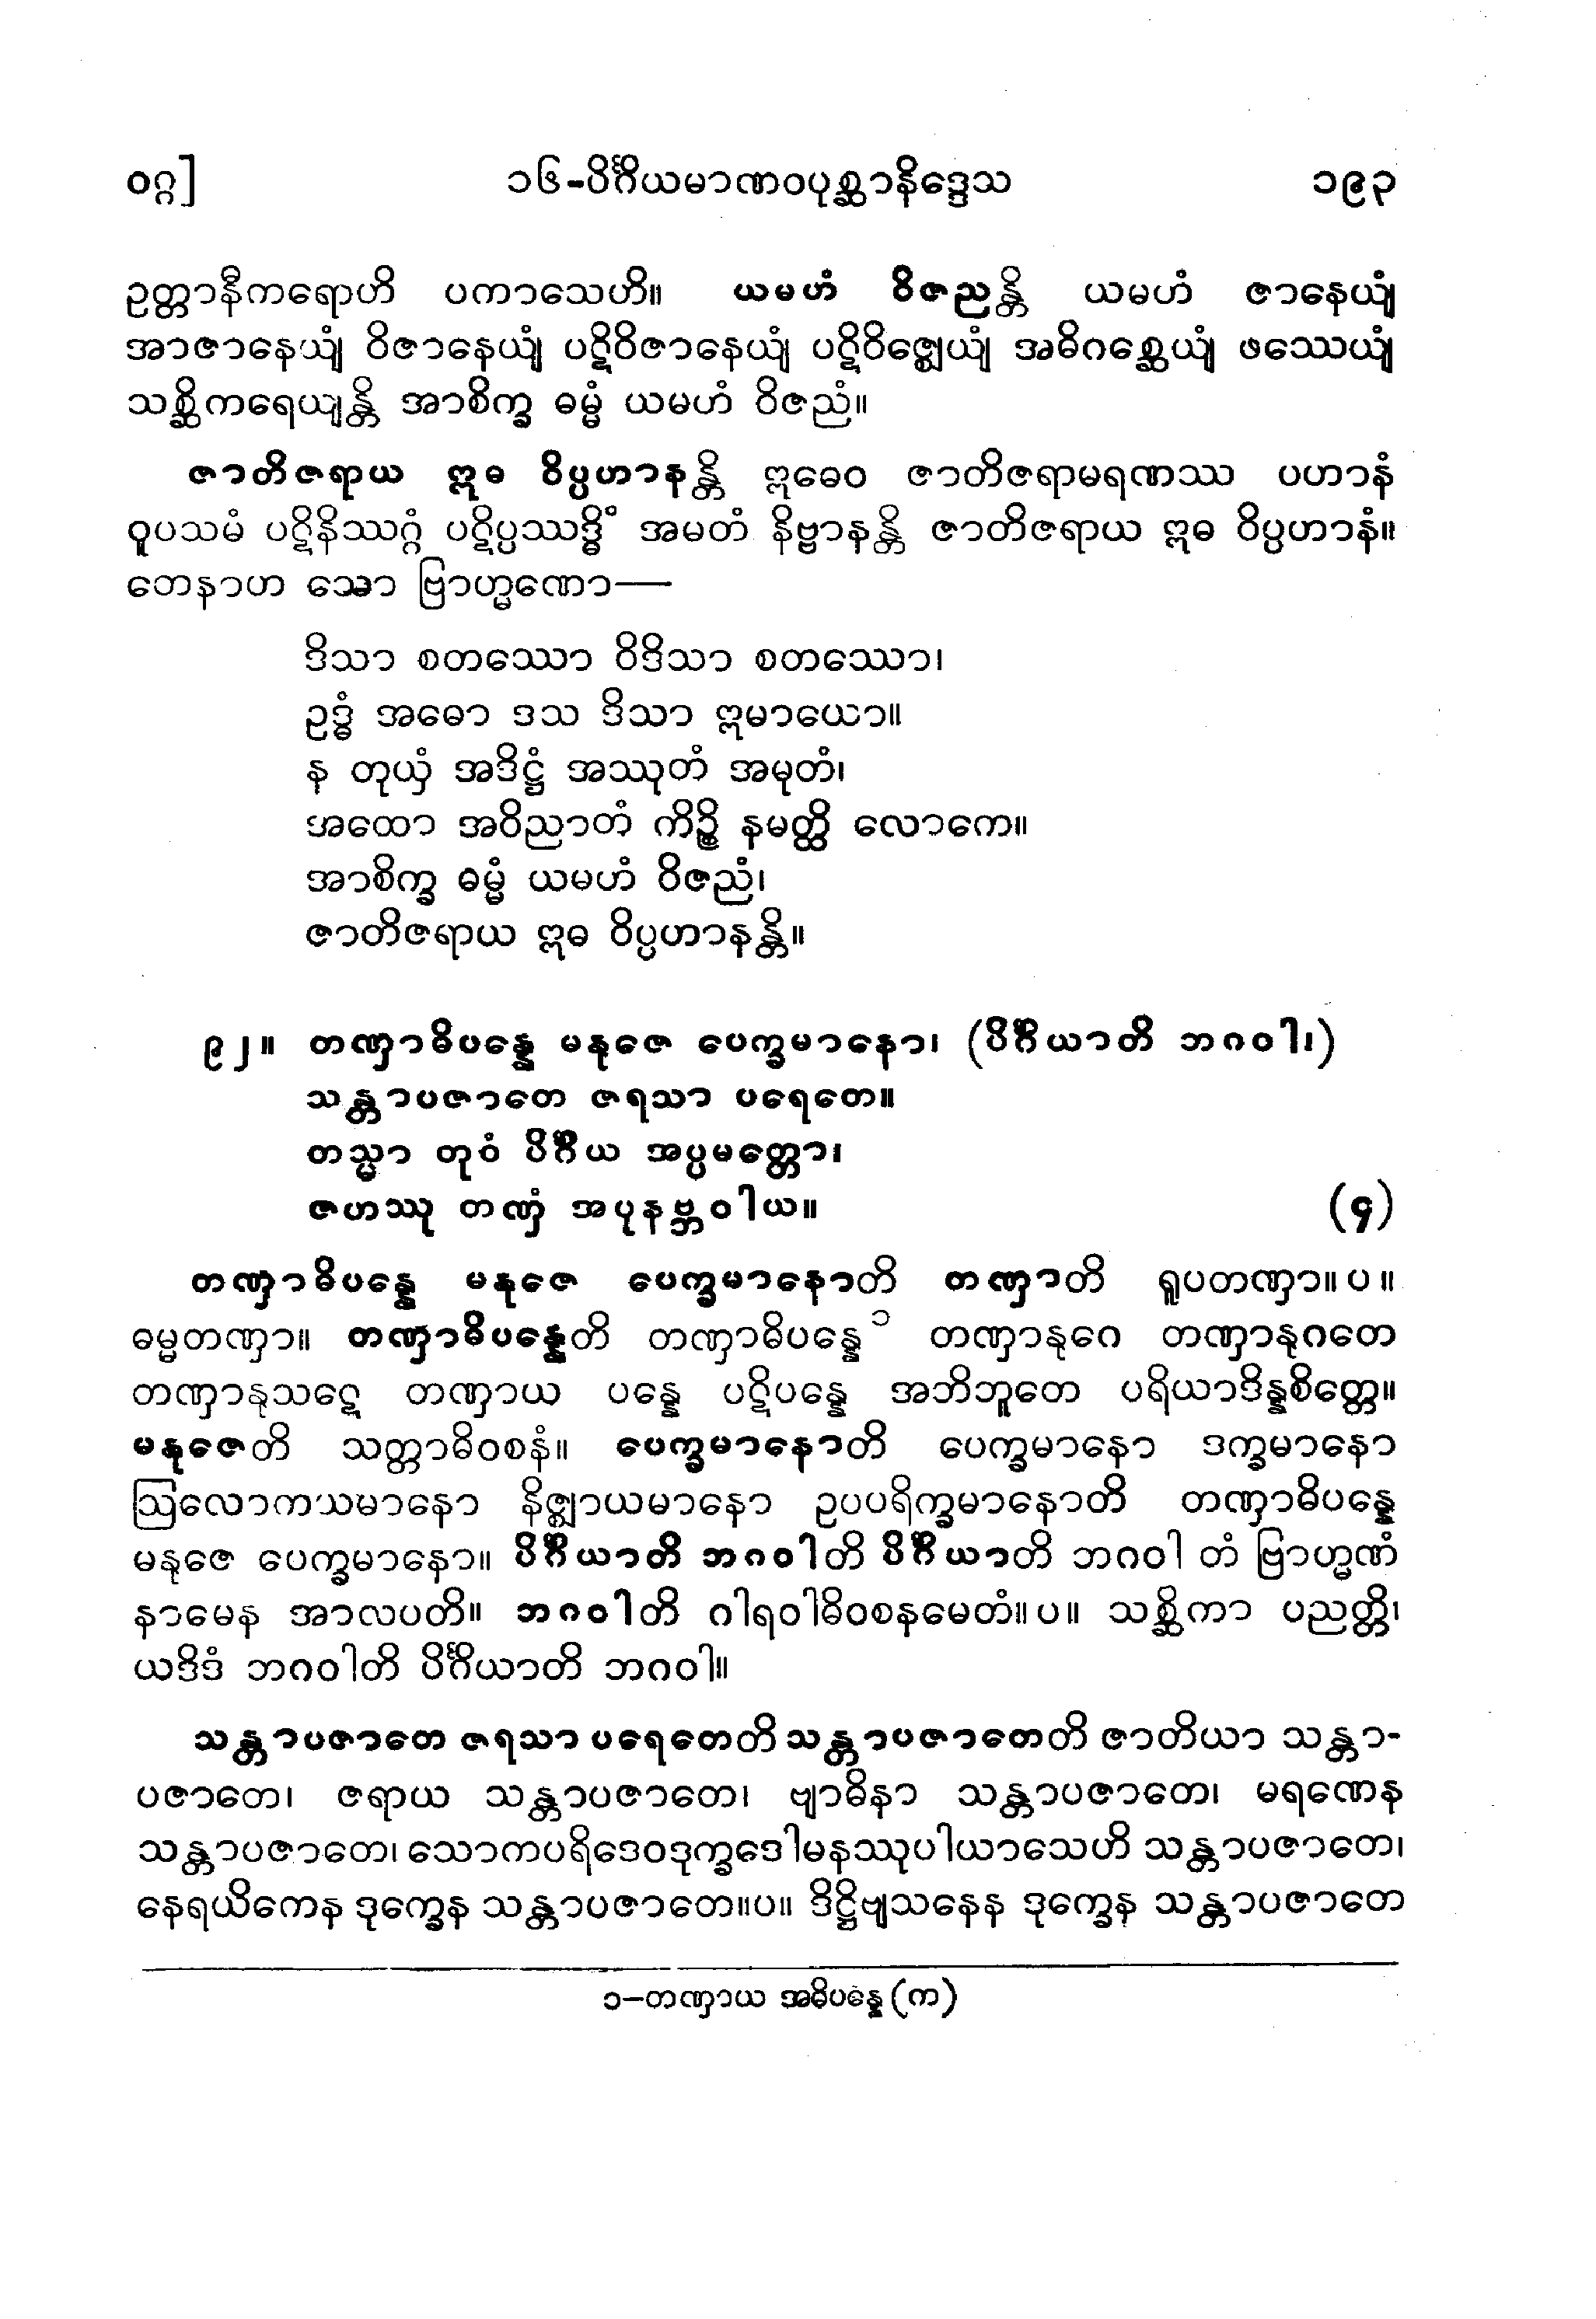 ဝဂ္ဂ] ၁၆-ပိင်္ဂိယမာဏဝပုစ္ဆာနိဒ္ဒေသ ၁၉၃
ဥတ္တာနီကရောဟိ ပကာသေဟိ။ ယမဟံ ဝိဇညန္တိ ယမဟံ ဇာနေယျံ
အာဇာနေယျံ ဝိဇာနေယျံ ပဋိဝိဇာနေယျံ ပဋိဝိဇ္ဈေယျံ အဓိဂစ္ဆေယျံ ဖဿေယျံ
သစ္ဆိကရေယျန္တိ အာစိက္ခ ဓမ္မံ ယမဟံ ဝိဇညံ။
ဇာတိဇရာယ ဣဓ ဝိပ္ပဟာနန္တိ ဣဓေဝ ဇာတိဇရာမရဏဿ ပဟာနံ
ဝူပသမံ ပဋိနိဿဂ္ဂံ ပဋိပ္ပဿဒ္ဓိံ အမတံ နိဗ္ဗာနန္တိ ဇာတိဇရာယ ဣဓ ဝိပ္ပဟာနံ။
တေနာဟ သော ဗြာဟ္မဏော—
ဒိသာ စတဿော ဝိဒိသာ စတဿော၊
ဥဒ္ဓံ အဓော ဒသ ဒိသာ ဣမာယော။
န တုယှံ အဒိဋ္ဌံ အဿုတံ အမုတံ၊
အထော အဝိညာတံ ကိဉ္စိ နမတ္ထိ လောကေ။
အာစိက္ခ ဓမ္မံ ယမဟံ ဝိဇညံ၊
ဇာတိဇရာယ ဣဓ ဝိပ္ပဟာနန္တိ။
၉၂။ တဏှာဓိပန္နေ မနုဇေ ပေက္ခမာနော၊ (ပိင်္ဂိယာတိ ဘဂဝါ၊)
သန္တာပဇာတေ ဇရသာ ပရေတေ။
တသ္မာ တုဝံ ပိင်္ဂိယ အပ္ပမတ္တော၊
ဇဟဿု တဏှံ အပုနဗ္ဘဝါယ။ (၄)
တဏှာဓိပန္နေ မနုဇေ ပေက္ခမာနောတိ တဏှာတိ ရူပတဏှာ။ပ။
ဓမ္မတဏှာ။ တဏှာဓိပန္နေတိ တဏှာဓိပန္နေ ၁ တဏှာနုဂေ တဏှာနုဂတေ
တဏှာနုသဋေ္ဋ တဏှာယ ပန္နေ ပဋိပန္နေ အဘိဘူတေ ပရိယာဒိန္နစိတ္တေ။
မနုဇေတိ သတ္တာဓိဝစနံ။ ပေက္ခမာနောတိ ပေက္ခမာနော ဒက္ခမာနော
ဩလောကယမာနော နိဇ္ဈာယမာနော ဥပပရိက္ခမာနောတိ တဏှာဓိပန္နေ
မနုဇေ ပေက္ခမာနော။ ပိင်္ဂိယာတိ ဘဂဝါတိ ပိင်္ဂိယာတိ ဘဂဝါ တံ ဗြာဟ္မဏံ
နာမေန အာလပတိ။ ဘဂဝါတိ ဂါရဝါဓိဝစနမေတံ။ပ။ သစ္ဆိကာ ပညတ္တိ၊
ယဒိဒံ ဘဂဝါတိ ပိင်္ဂိယာတိ ဘဂဝါ။
သန္တာပဇာတေ ဇရသာ ပရေတေတိ သန္တာပဇာတေတိ ဇာတိယာ သန္တာ-
ပဇာတေ၊ ဇရာယ သန္တာပဇာတေ၊ ဗျာဓိနာ သန္တာပဇာတေ၊ မရဏေန
သန္တာပဇာတေ၊ သောကပရိဒေဝဒုက္ခဒေါမနဿုပါယာသေဟိ သန္တာပဇာတေ၊
နေရယိကေန ဒုက္ခေန သန္တာပဇာတေ။ပ။ ဒိဋ္ဌိဗျသနေန ဒုက္ခေန သန္တာပဇာတေ
၁–တဏှာယ အဓိပန္နေ (က)